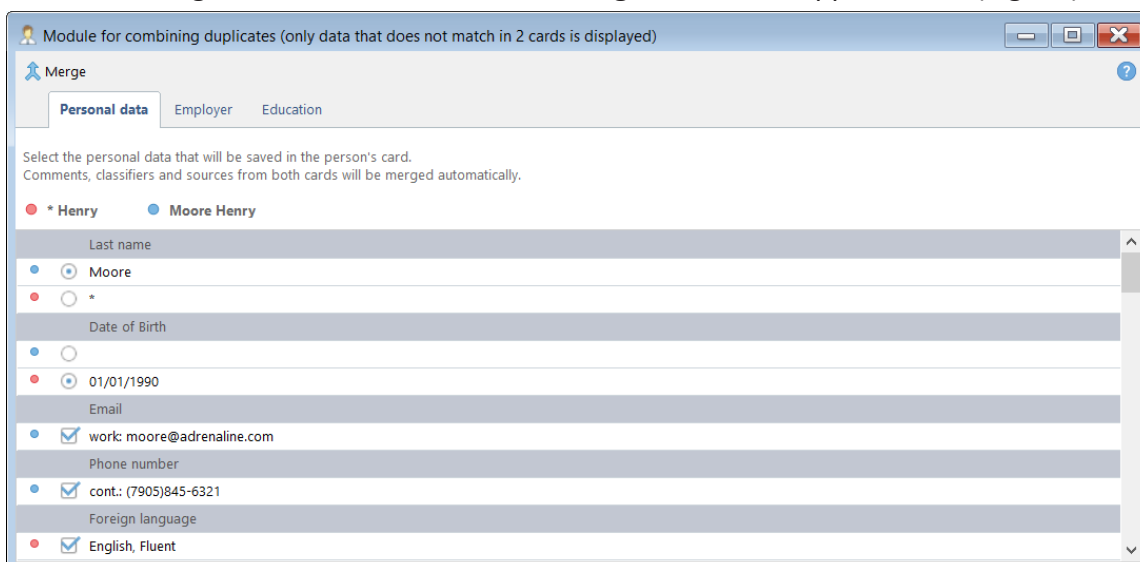 Module for combining duplicates (only data that does not match in 2 cards is displayed)
Merge
?
Personal data Employer Education
Select the personal data that will be saved in the person's card.
Comments, classifiers and sources from both cards will be merged automatically.
* Henry Moore Henry
Last name
Moore
*
Date of Birth
01/01/1990
Email
work: moore@adrenaline.com
Phone number
cont.: (7905)845-6321
Foreign language
English, Fluent